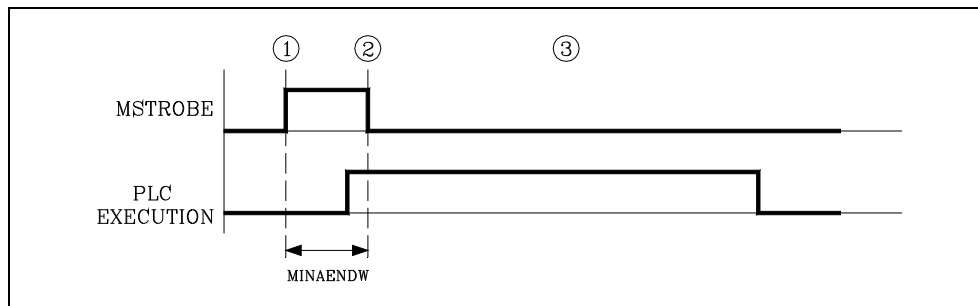 ① ② ③
MSTROBE
PLC
EXECUTION
MINAENDW